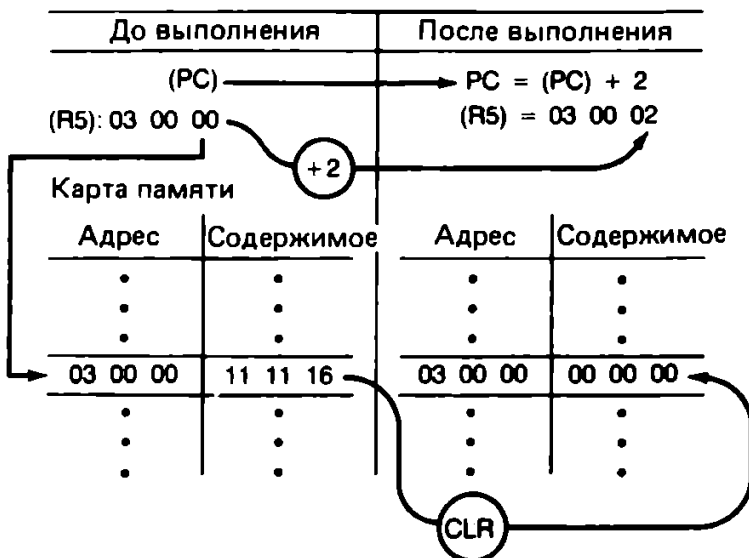 До выполнения После выполнения
(PC) PC = (PC) + 2
(R5): 03 00 00 (R5) = 03 00 02
+2
Карта памяти
Адрес Содержимое Адрес Содержимое
03 00 00 11 11 16 03 00 00 00 00 00
CLR